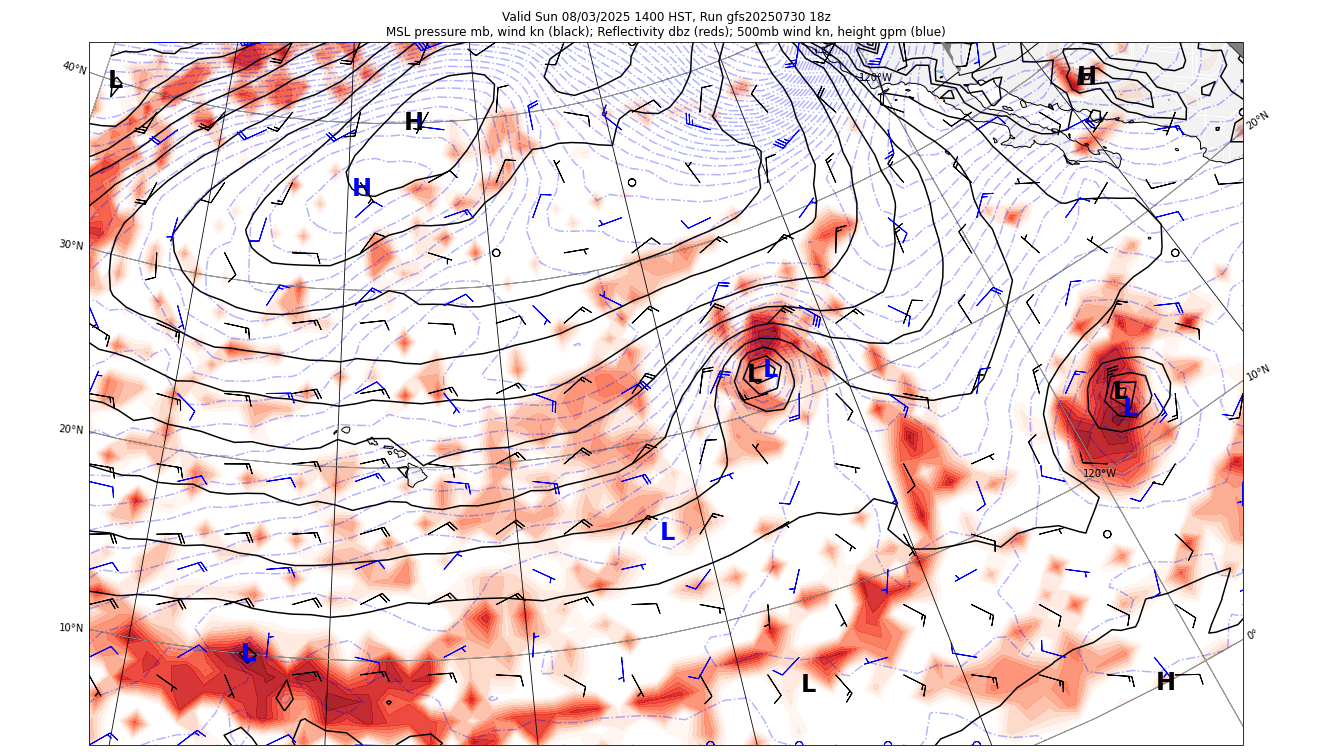 Valid Sun 08/03/2025 1400 HST, Run gfs20250730 18z
MSL pressure mb, wind kn (black); Reflectivity dbz (reds); 500mb wind kn, height gpm (blue)
40°N
L
H
120°W
H
20°N
H
30°N
L
L
10°N
L
L
20°N
120°W
L
10°N
0°
L
L
H